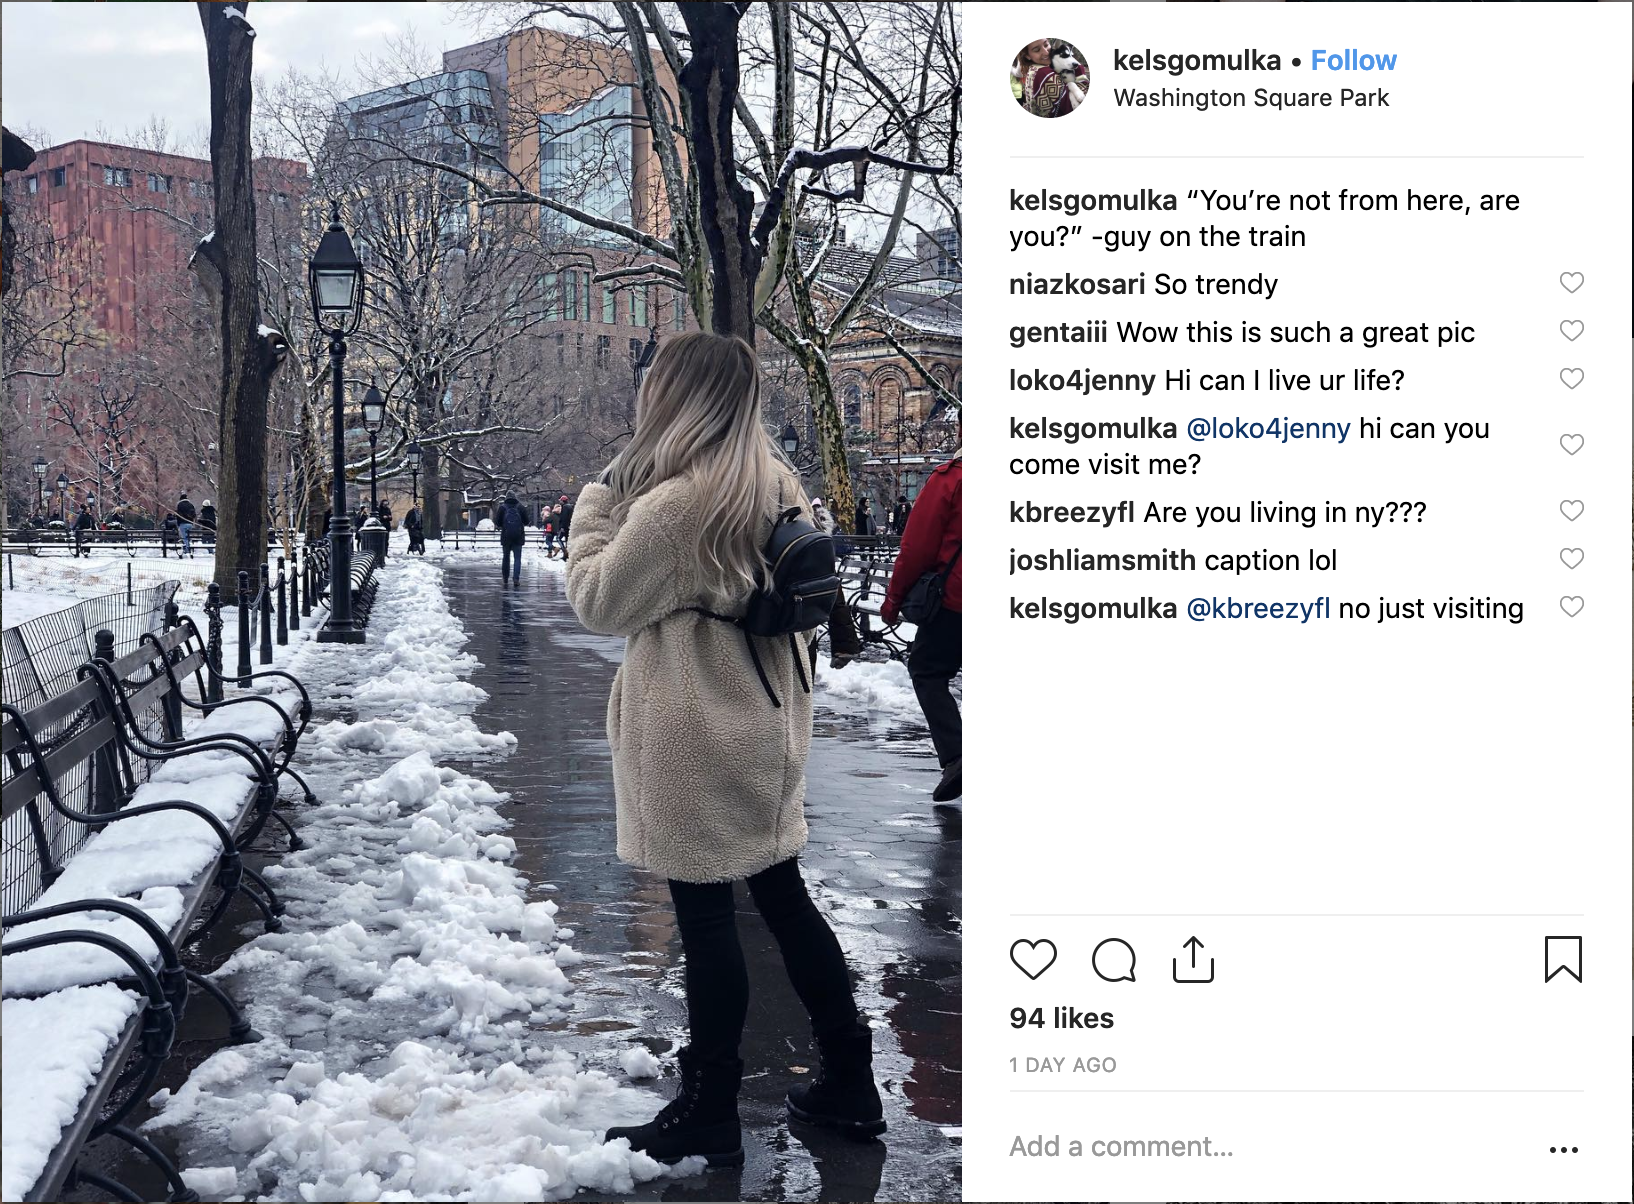 kelsgomulka • Follow
Washington Square Park
kelsgomulka “You’re not from here, are
you?” -guy on the train
niazkosari So trendy
gentaiii Wow this is such a great pic
loko4jenny Hi can I live ur life?
kelsgomulka @loko4jenny hi can you
come visit me?
kbreezyfl Are you living in ny???
joshliamsmith caption lol
kelsgomulka @kbreezyfl no just visiting
94 likes
1 DAY AGO
Add a comment...